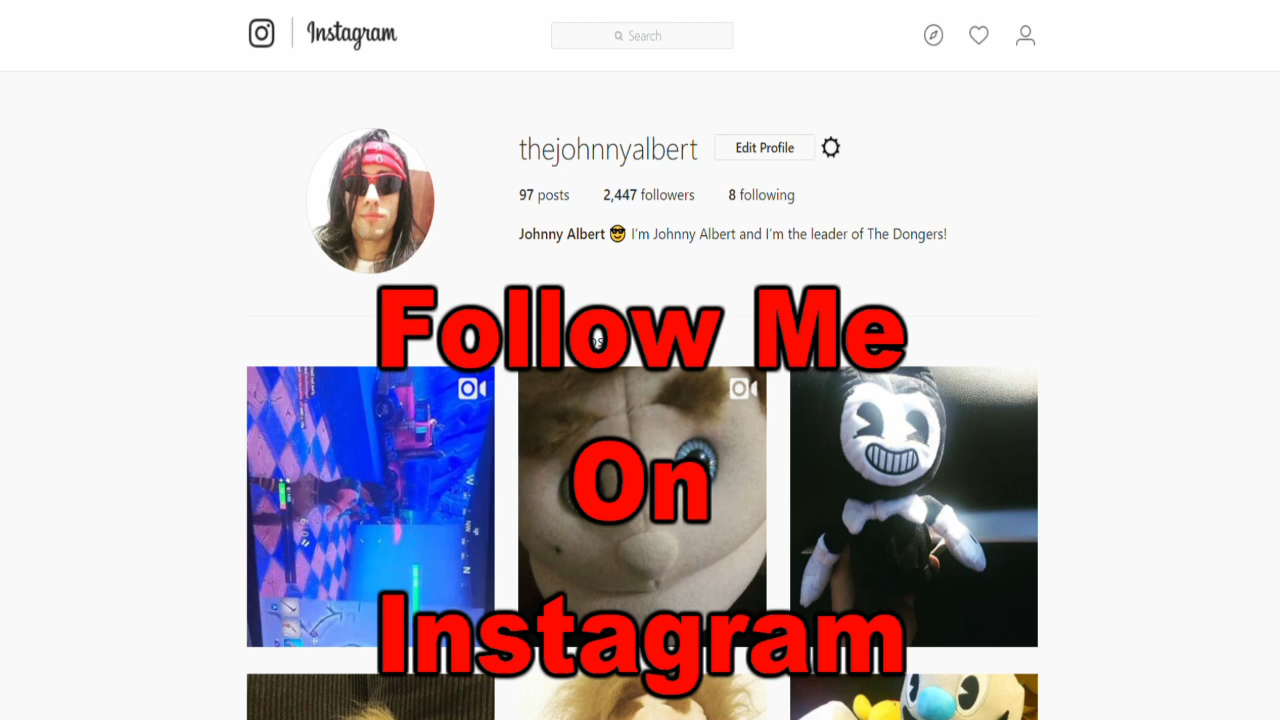 Instagram
Search
thejohnnyalbert
Edit Profile
97 posts 2,447 followers 8 following
Johnny Albert 😎 I'm Johnny Albert and I'm the leader of The Dongers!
Follow Me
On
Instagram
W
NW
N